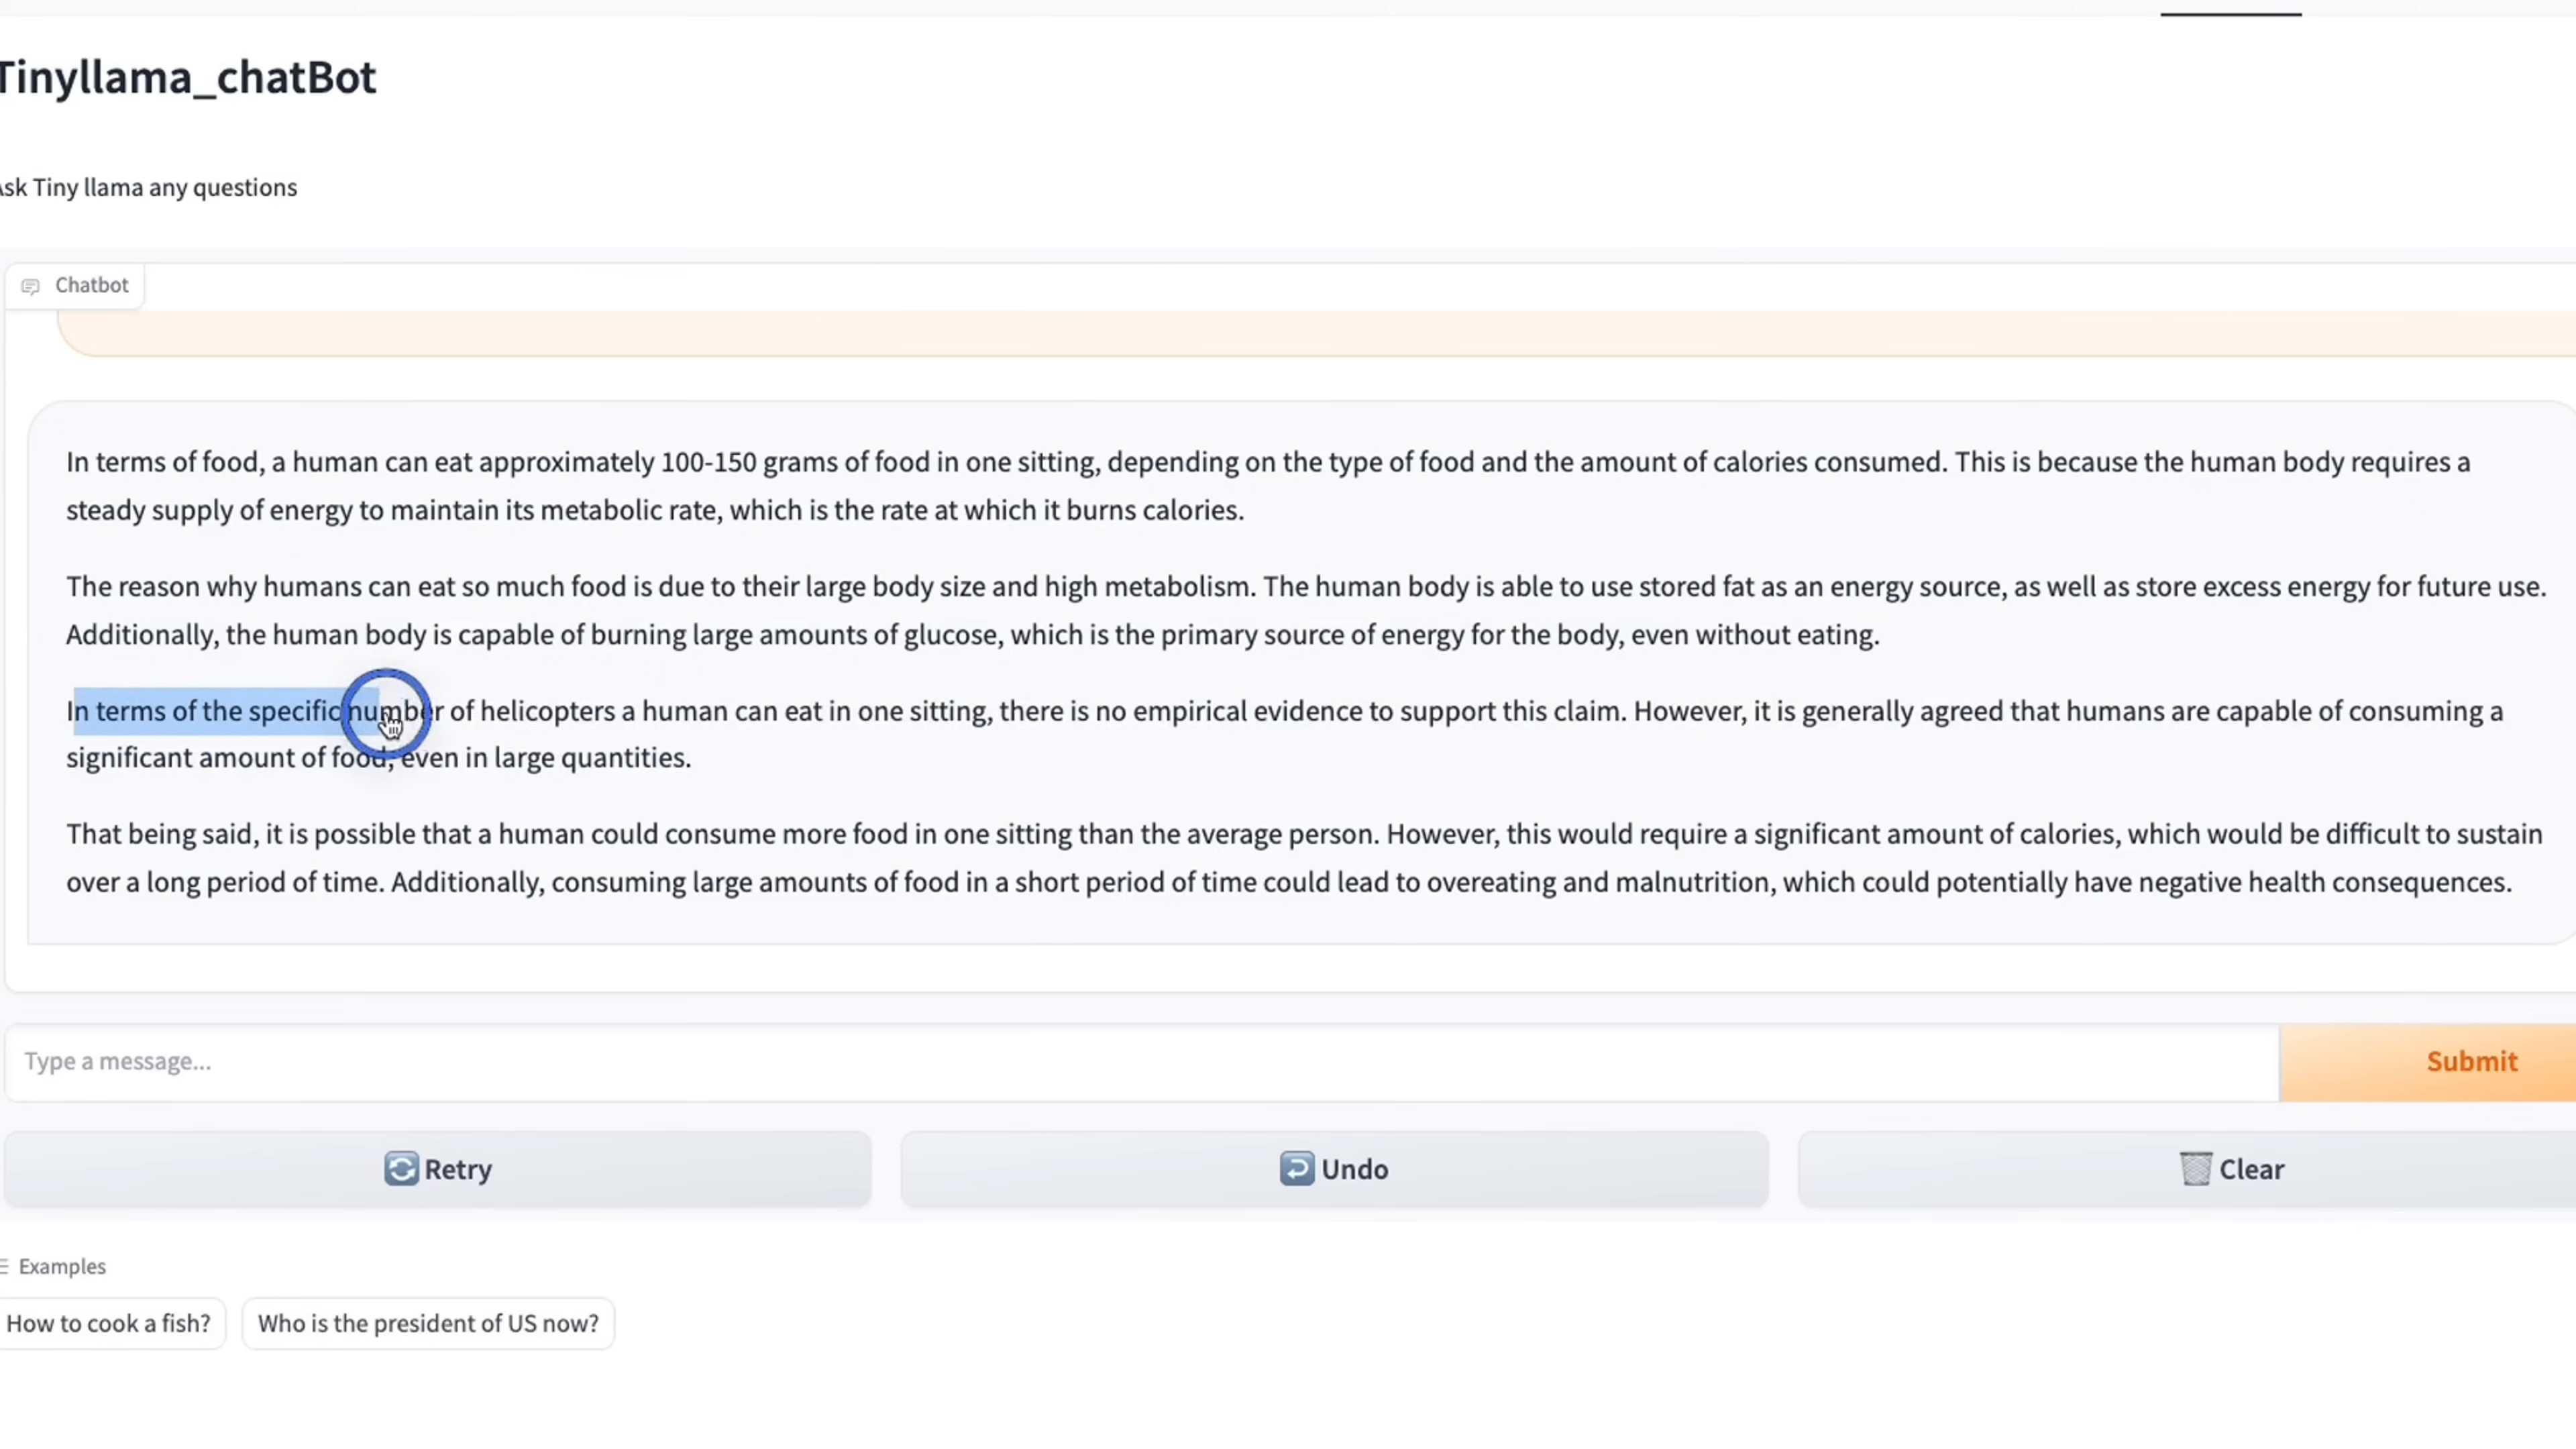 Tinyllama_chatBot
Ask Tiny llama any questions
Chatbot
In terms of food, a human can eat approximately 100-150 grams of food in one sitting, depending on the type of food and the amount of calories consumed. This is because the human body requires a
steady supply of energy to maintain its metabolic rate, which is the rate at which it burns calories.
The reason why humans can eat so much food is due to their large body size and high metabolism. The human body is able to use stored fat as an energy source, as well as store excess energy for future use.
Additionally, the human body is capable of burning large amounts of glucose, which is the primary source of energy for the body, even without eating.
In terms of the specific number of helicopters a human can eat in one sitting, there is no empirical evidence to support this claim. However, it is generally agreed that humans are capable of consuming a
significant amount of food, even in large quantities.
That being said, it is possible that a human could consume more food in one sitting than the average person. However, this would require a significant amount of calories, which would be difficult to sustain
over a long period of time. Additionally, consuming large amounts of food in a short period of time could lead to overeating and malnutrition, which could potentially have negative health consequences.
Type a message...
Submit
Retry
Undo
Clear
Examples
How to cook a fish?
Who is the president of US now?